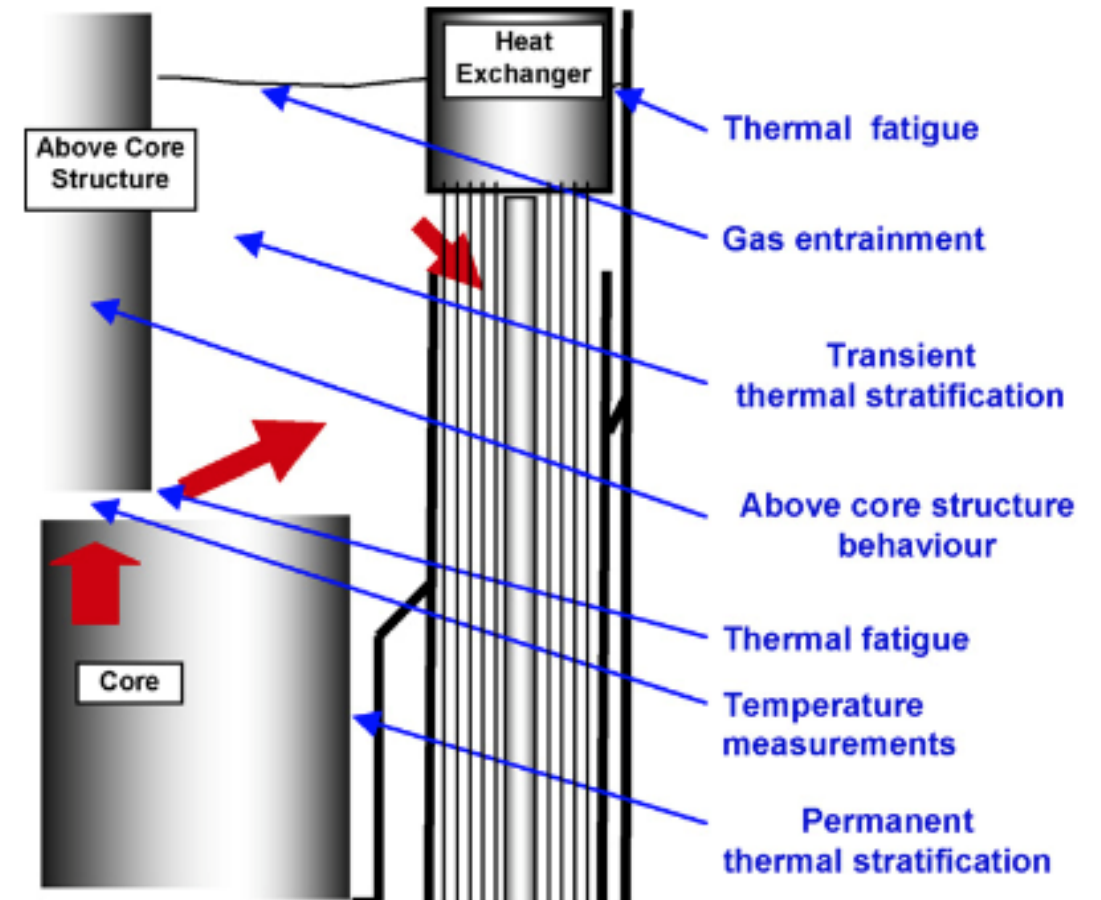 Heat
Exchanger
Thermal fatigue
Above Core
Structure
Gas entrainment
Transient
thermal stratification
Above core structure
behaviour
Thermal fatigue
Core
Temperature
measurements
Permanent
thermal stratification